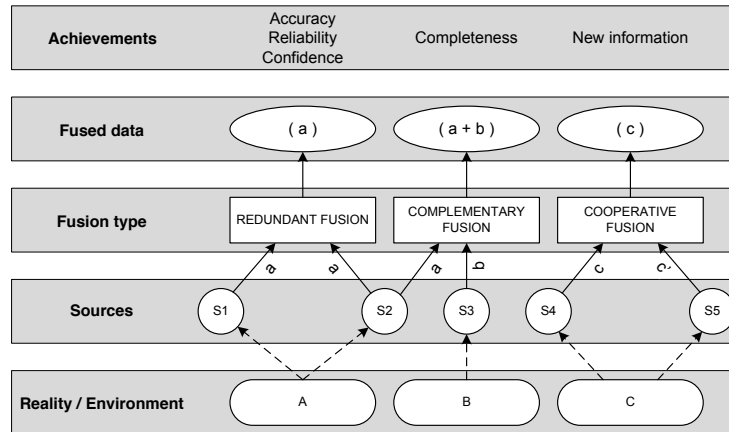 Achievements
Accuracy
Reliability
Confidence
Completeness
New information
Fused data
( a )
( a + b )
( c )
Fusion type
REDUNDANT FUSION
COMPLEMENTARY
FUSION
COOPERATIVE
FUSION
a
a
a
b
c
c'
Sources
S1
S2
S3
S4
S5
Reality / Environment
A
B
C